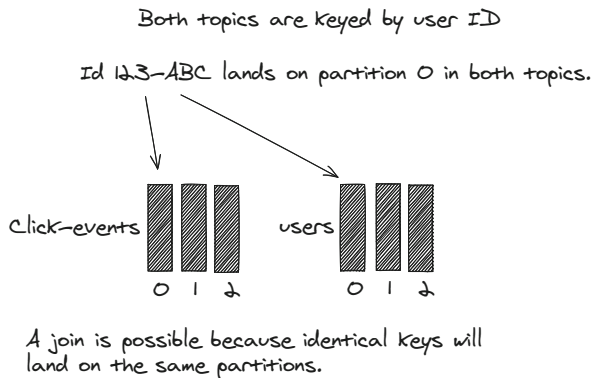 Both topics are keyed by user ID
Id 123-ABC lands on partition 0 in both topics.
Click-events
users
0 1 2
0 1 2
A join is possible because identical keys will
land on the same partitions.